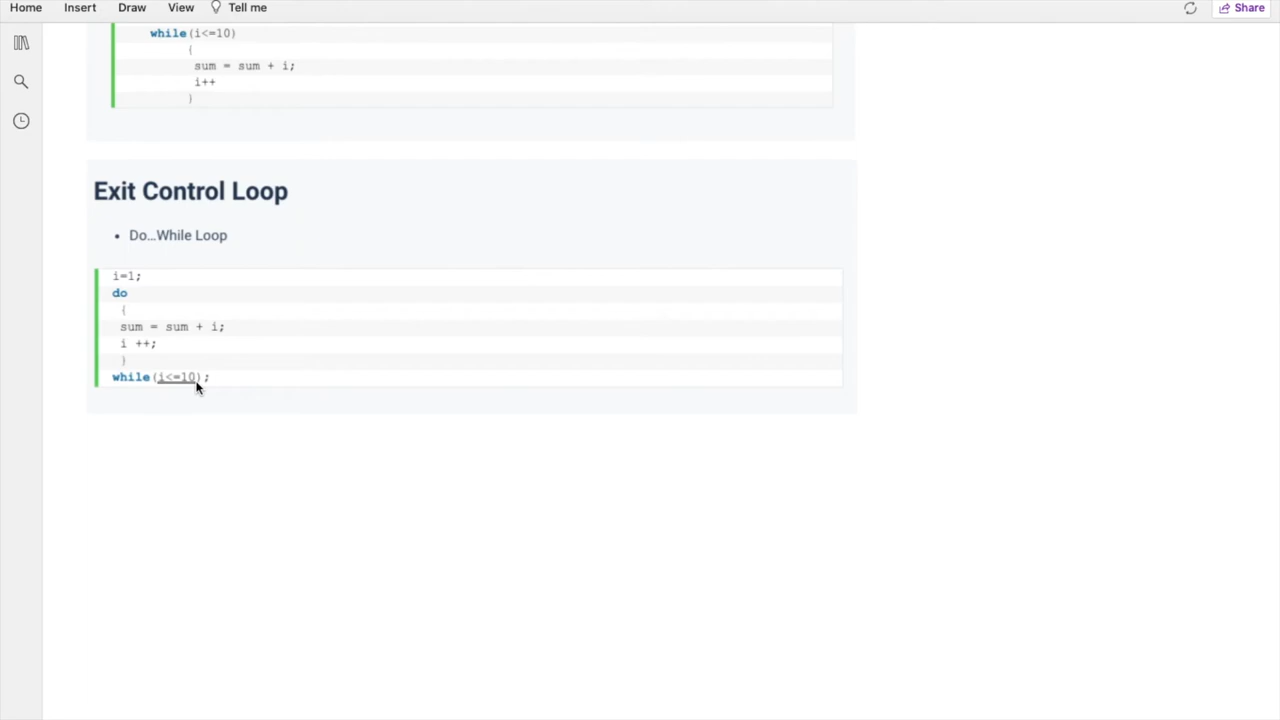 Home Insert Draw View Tell me Share
while(i<=10)
{
sum = sum + i;
i++
}
Exit Control Loop
• Do...While Loop
i=1;
do
{
sum = sum + i;
i ++;
}
while(i<=10);